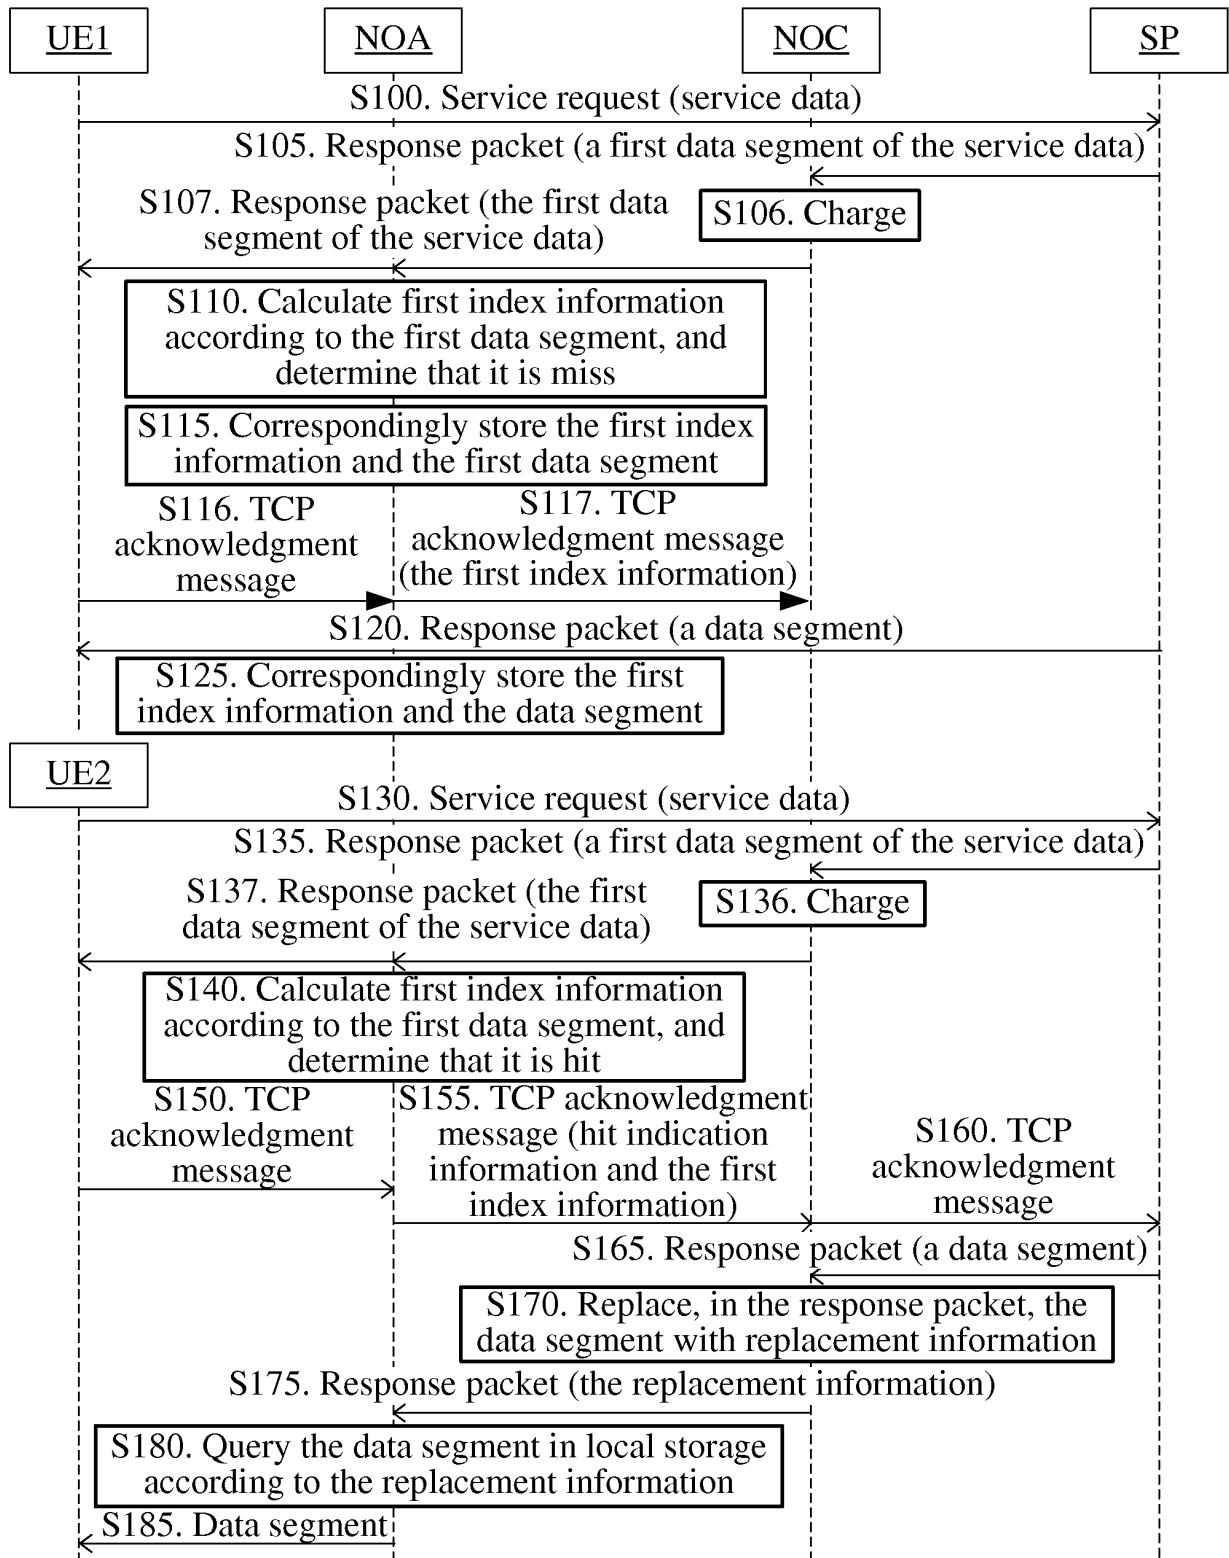 UE1
NOA
NOC
SP
S100. Service request (service data)
S105. Response packet (a first data segment of the service data)
S107. Response packet (the first data
segment of the service data)
S106. Charge
S110. Calculate first index information
according to the first data segment, and
determine that it is miss
S115. Correspondingly store the first index
information and the first data segment
S116. TCP
acknowledgment
message
S117. TCP
acknowledgment message
(the first index information)
S120. Response packet (a data segment)
S125. Correspondingly store the first
index information and the data segment
UE2
S130. Service request (service data)
S135. Response packet (a first data segment of the service data)
S137. Response packet (the first
data segment of the service data)
S136. Charge
S140. Calculate first index information
according to the first data segment, and
determine that it is hit
S150. TCP
acknowledgment
message
S155. TCP acknowledgment
message (hit indication
information and the first
index information)
S160. TCP
acknowledgment
message
S165. Response packet (a data segment)
S170. Replace, in the response packet, the
data segment with replacement information
S175. Response packet (the replacement information)
S180. Query the data segment in local storage
according to the replacement information
S185. Data segment